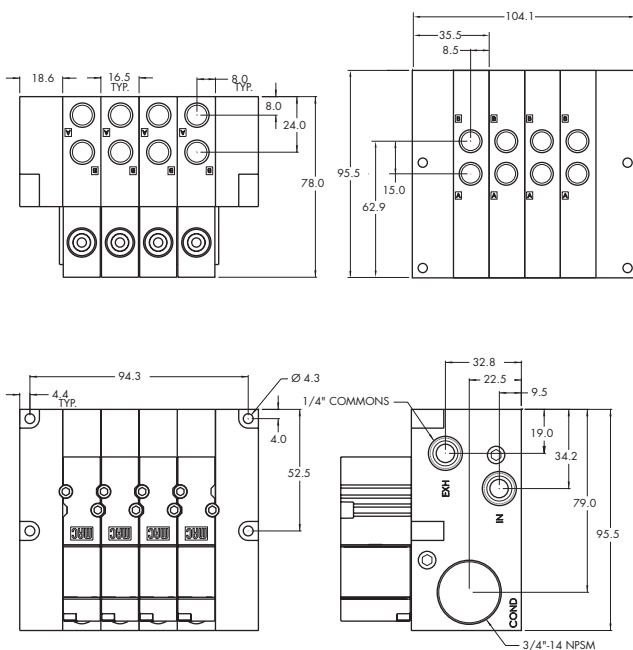 104.1
35.5
8.5
18.6
16.5
TYP.
8.0
TYP.
8.0
24.0
78.0
Y
Y
Y
Y
B
B
B
B
95.5
62.9
15.0
B
B
B
B
A
A
A
A
94.3
4.4
TYP.
Ø 4.3
4.0
52.5
MAC
MAC
MAC
MAC
32.8
22.5
9.5
1/4" COMMONS
19.0
34.2
79.0
95.5
EXH
IN
COND
3/4"-14 NPSM